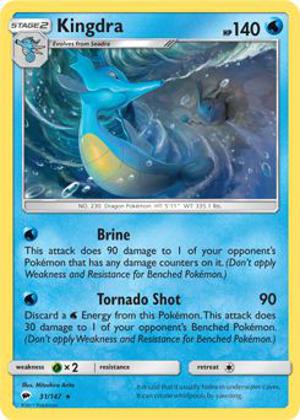 STAGE 2 Kingdra HP 140
Evolves from Seadra
NO. 230 Dragon Pokémon HT: 5'11" WT: 335.1 lbs.
Brine
This attack does 90 damage to 1 of your opponent's
Pokémon that has any damage counters on it. (Don't apply
Weakness and Resistance for Benched Pokémon.)
Tornado Shot 90
Discard a Energy from this Pokémon. This attack does
30 damage to 1 of your opponent's Benched Pokémon.
(Don't apply Weakness and Resistance for Benched Pokémon.)
weakness × 2 resistance retreat
Illus. Mitsuhiro Arita
31/147
It is said that it usually hides in underwater
caves. It can create whirlpools by yawning.